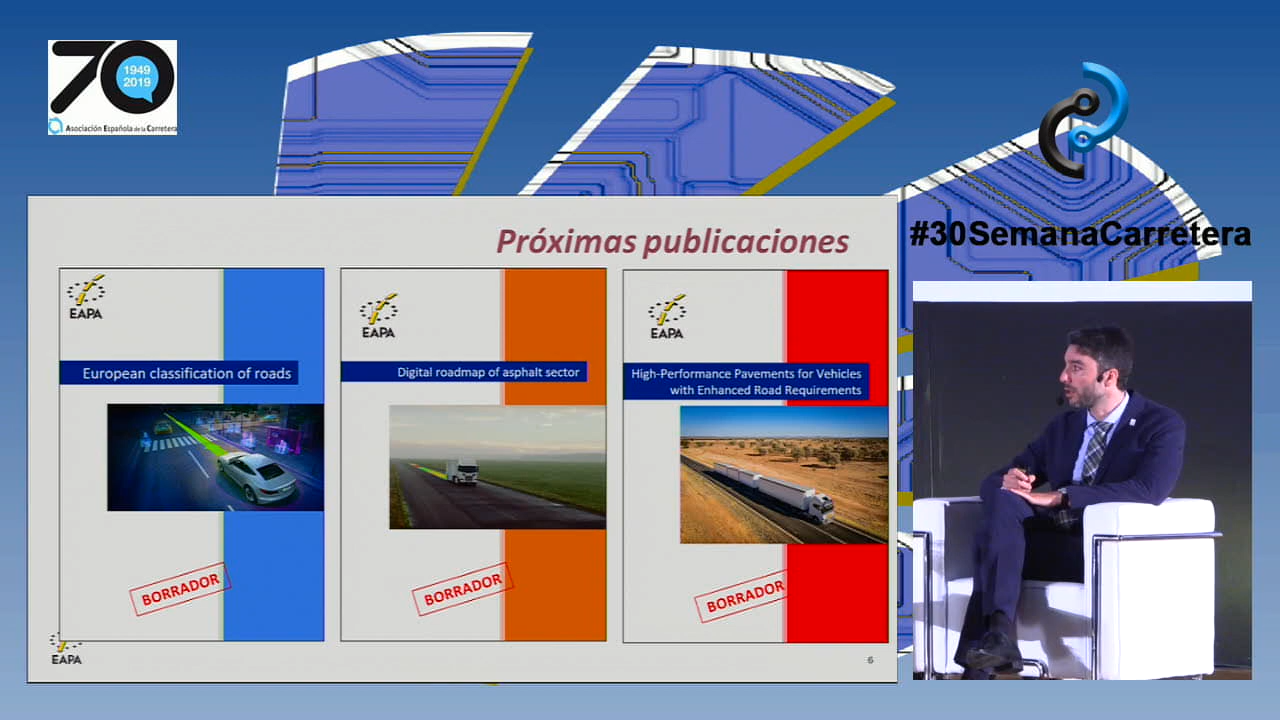 70
1949
2019
Asociación Española de la Carretera
#30SemanaCarretera
Próximas publicaciones
EAPA
European classification of roads
BORRADOR
EAPA
Digital roadmap of asphalt sector
BORRADOR
EAPA
High-Performance Pavements for Vehicles
with Enhanced Road Requirements
BORRADOR
EAPA
6